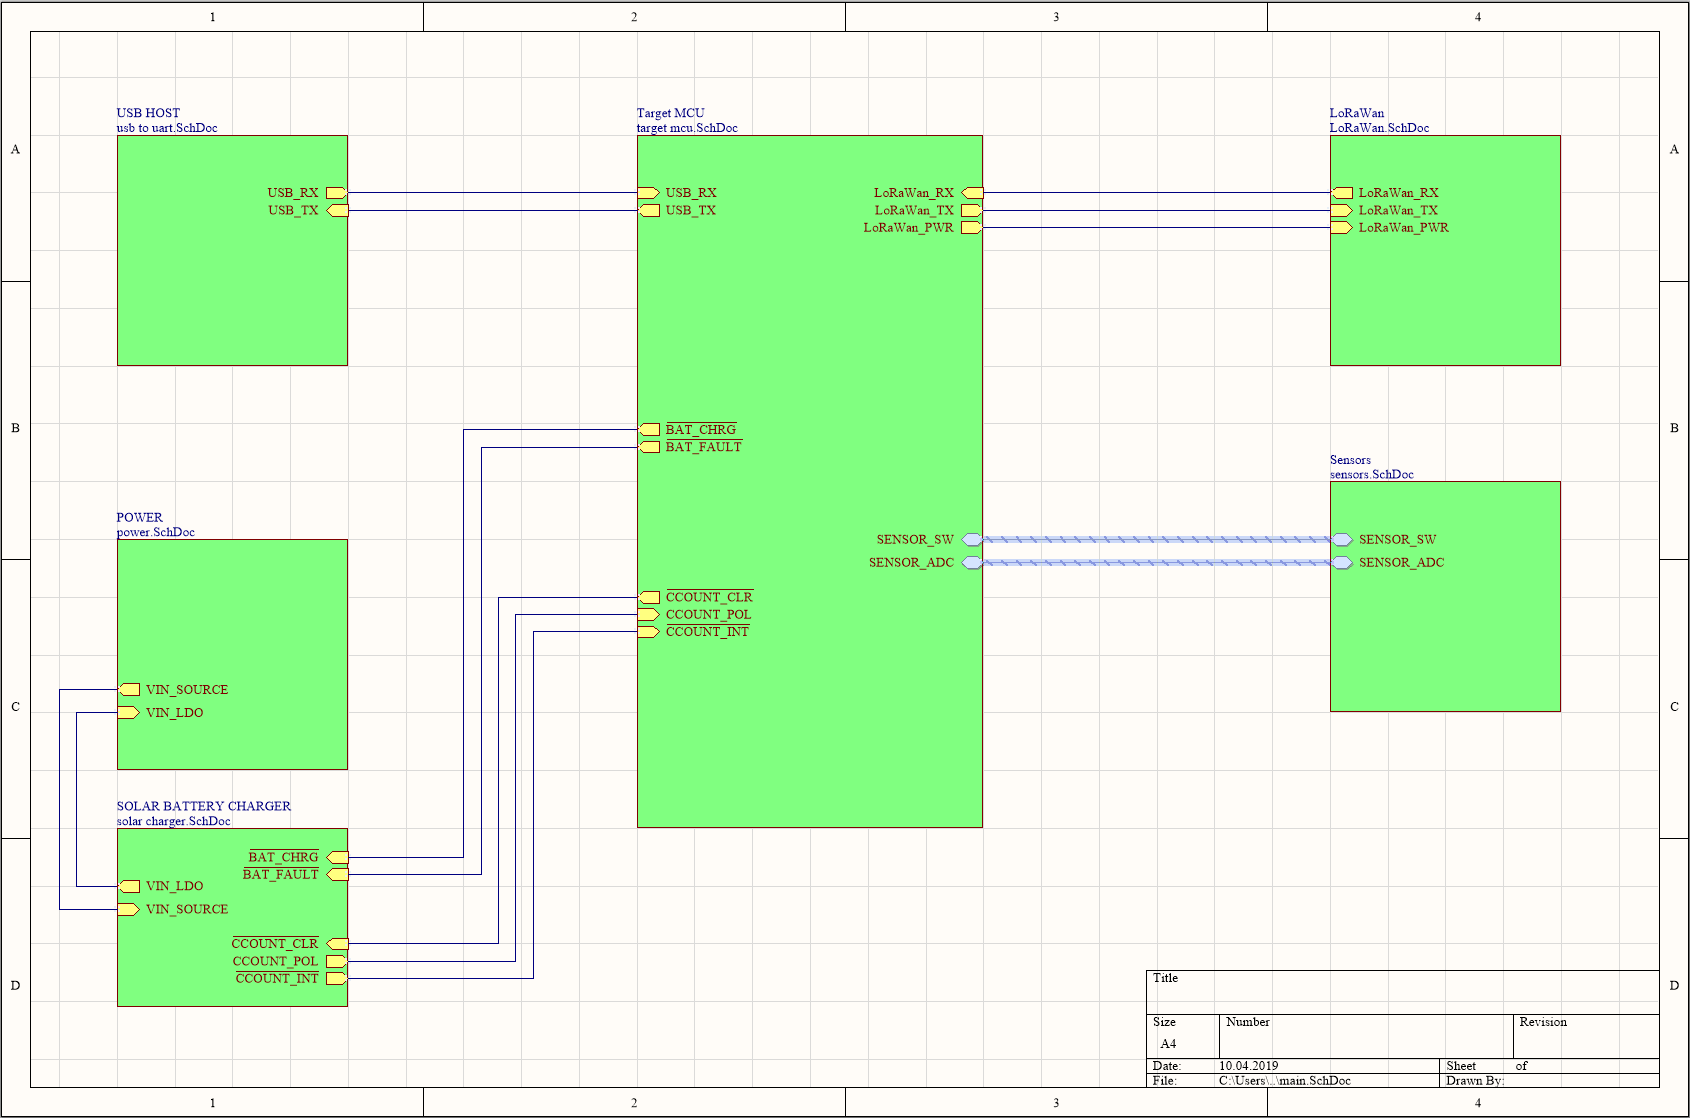 1 2 3 4
A A
USB HOST
usb to uart.SchDoc
USB_RX
USB_TX
Target MCU
target mcu.SchDoc
USB_RX
USB_TX
LoRaWan_RX
LoRaWan_TX
LoRaWan_PWR
LoRaWan
LoRaWan.SchDoc
LoRaWan_RX
LoRaWan_TX
LoRaWan_PWR
B B
BAT_CHRG
BAT_FAULT
SENSOR_SW
SENSOR_ADC
CCOUNT_CLR
CCOUNT_POL
CCOUNT_INT
Sensors
sensors.SchDoc
SENSOR_SW
SENSOR_ADC
POWER
power.SchDoc
VIN_SOURCE
VIN_LDO
C C
SOLAR BATTERY CHARGER
solar charger.SchDoc
BAT_CHRG
BAT_FAULT
VIN_LDO
VIN_SOURCE
CCOUNT_CLR
CCOUNT_POL
CCOUNT_INT
D D
Title
Size Number Revision
A4
Date: 10.04.2019 Sheet of
File: C:\Users\..\main.SchDoc Drawn By:
1 2 3 4